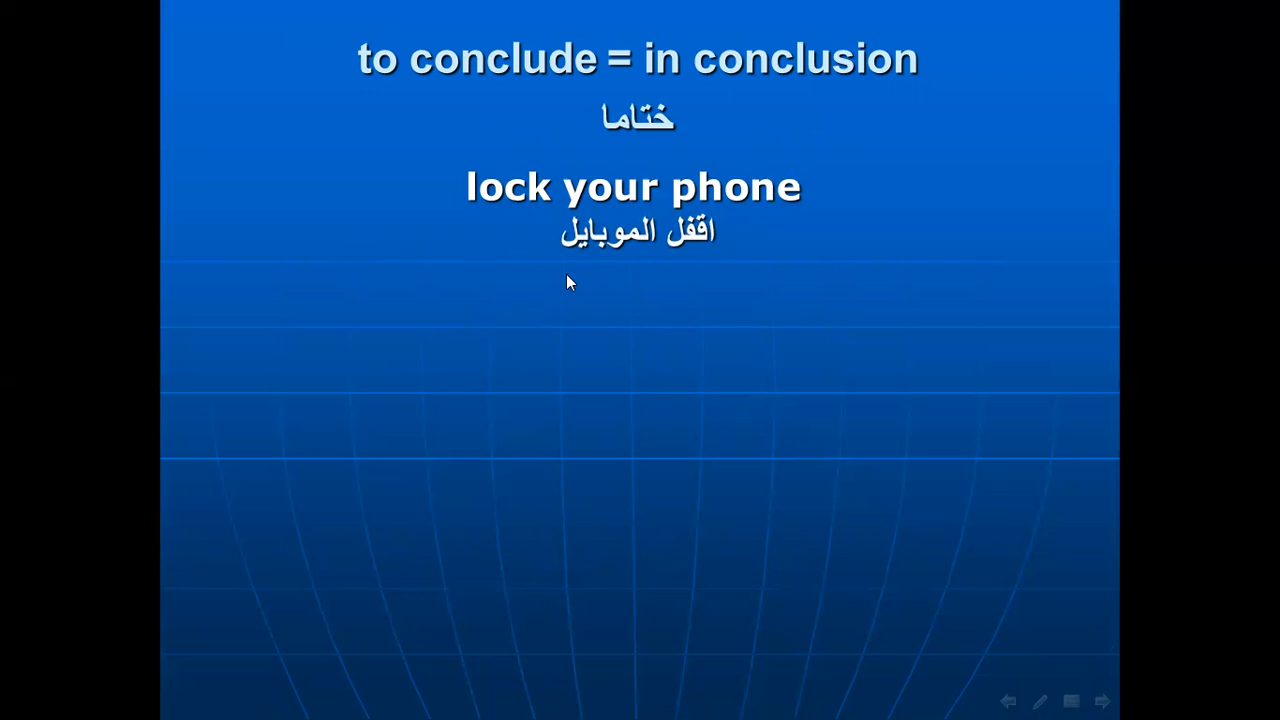 to conclude = in conclusion
ختاما
lock your phone
اقفل الموبايل